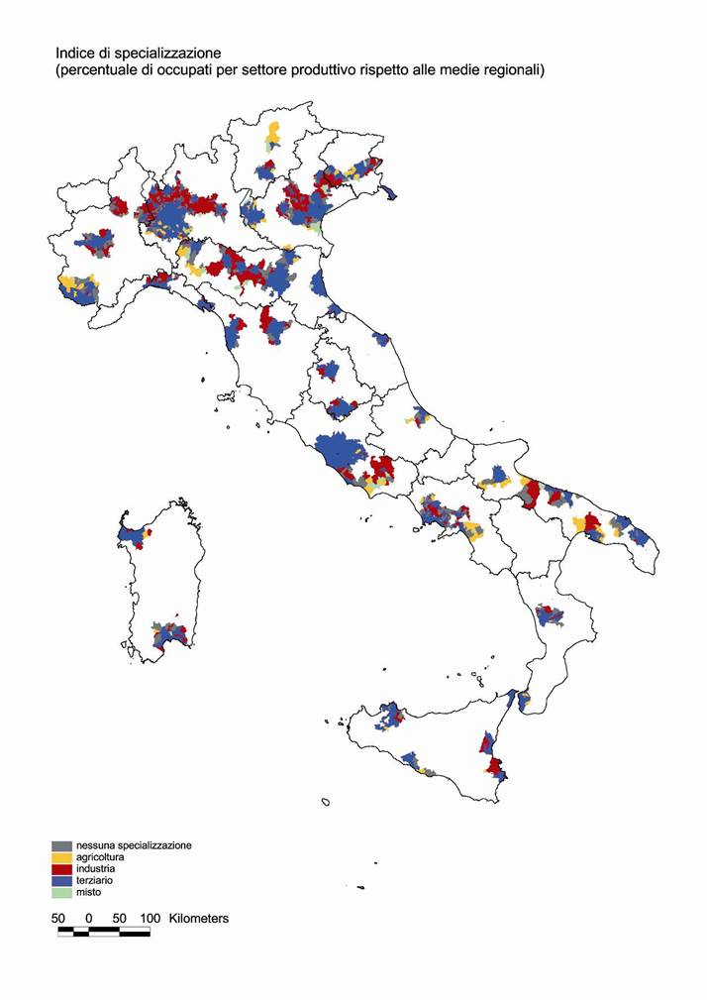 Indice di specializzazione
(percentuale di occupati per settore produttivo rispetto alle medie regionali)
nessuna specializzazione
agricoltura
industria
terziario
misto
50 0 50 100 Kilometers